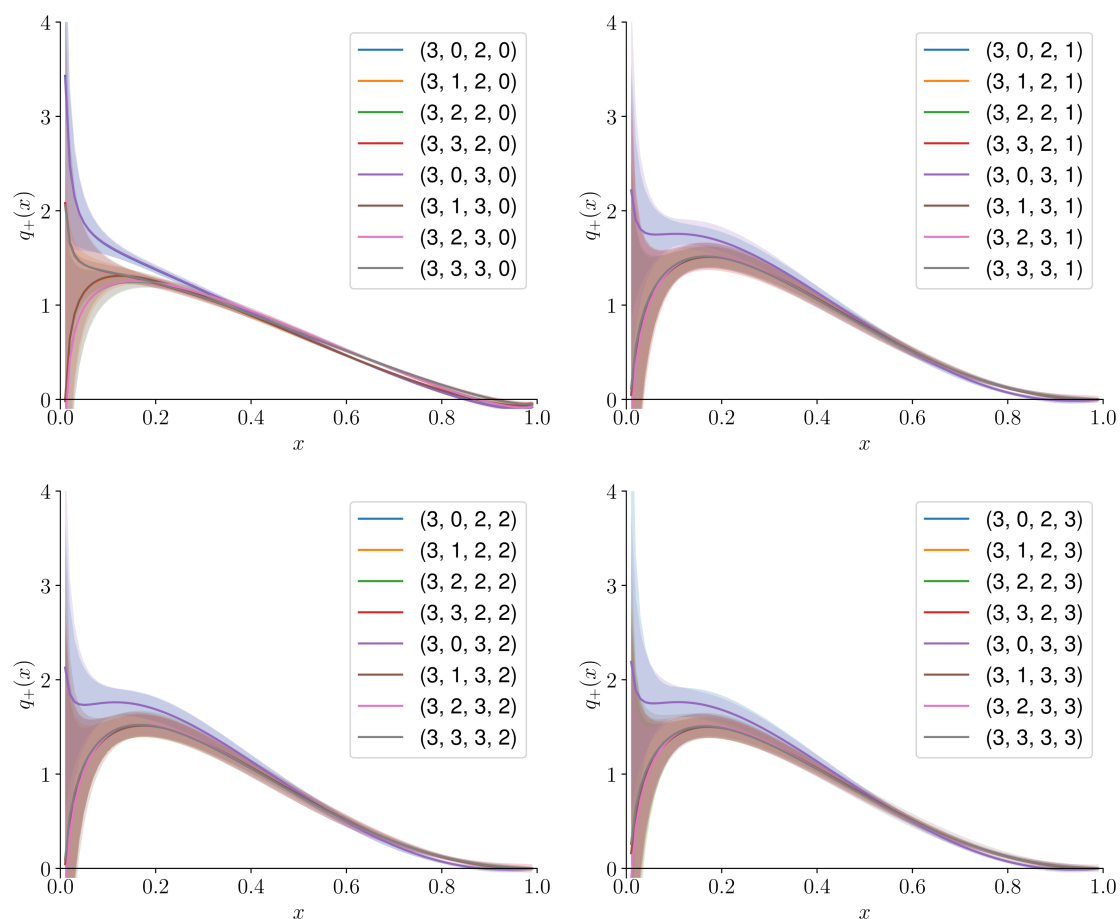 4
3
2
1
0
q₊(x)
0.0 0.2 0.4 0.6 0.8 1.0
x
(3, 0, 2, 0)
(3, 1, 2, 0)
(3, 2, 2, 0)
(3, 3, 2, 0)
(3, 0, 3, 0)
(3, 1, 3, 0)
(3, 2, 3, 0)
(3, 3, 3, 0)
4
3
2
1
0
q₊(x)
0.0 0.2 0.4 0.6 0.8 1.0
x
(3, 0, 2, 1)
(3, 1, 2, 1)
(3, 2, 2, 1)
(3, 3, 2, 1)
(3, 0, 3, 1)
(3, 1, 3, 1)
(3, 2, 3, 1)
(3, 3, 3, 1)
4
3
2
1
0
q₊(x)
0.0 0.2 0.4 0.6 0.8 1.0
x
(3, 0, 2, 2)
(3, 1, 2, 2)
(3, 2, 2, 2)
(3, 3, 2, 2)
(3, 0, 3, 2)
(3, 1, 3, 2)
(3, 2, 3, 2)
(3, 3, 3, 2)
4
3
2
1
0
q₊(x)
0.0 0.2 0.4 0.6 0.8 1.0
x
(3, 0, 2, 3)
(3, 1, 2, 3)
(3, 2, 2, 3)
(3, 3, 2, 3)
(3, 0, 3, 3)
(3, 1, 3, 3)
(3, 2, 3, 3)
(3, 3, 3, 3)